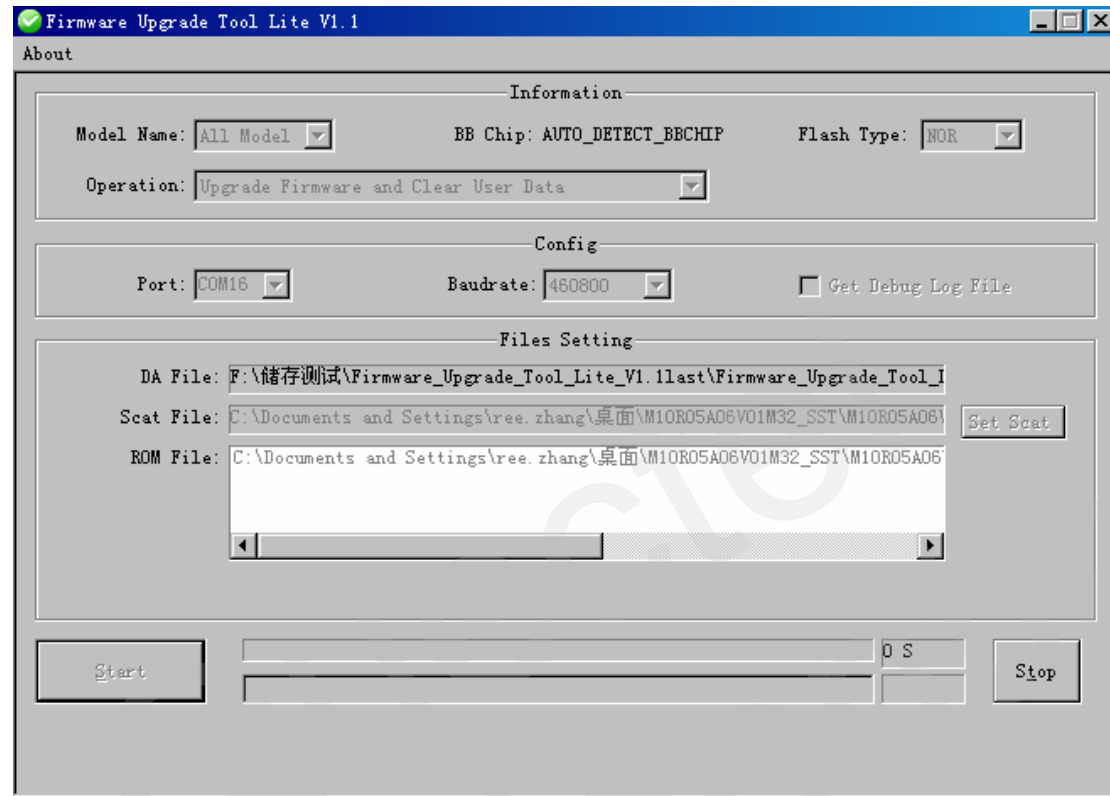 Firmware Upgrade Tool Lite V1.1
About
Information
Model Name: All Model BB Chip: AUTO_DETECT_BBCHIP Flash Type: NOR
Operation: Upgrade Firmware and Clear User Data
Config
Port: COM16 Baudrate: 460800 Get Debug Log File
Files Setting
DA File: F:\储存测试\Firmware_Upgrade_Tool_Lite_V1.1last\Firmware_Upgrade_Tool_
Scat File: C:\Documents and Settings\ree.zhang\桌面\M10R05A06V01M32_SST\M10R05A06\ Set Scat
ROM File: C:\Documents and Settings\ree.zhang\桌面\M10R05A06V01M32_SST\M10R05A06
Start 0 S Stop